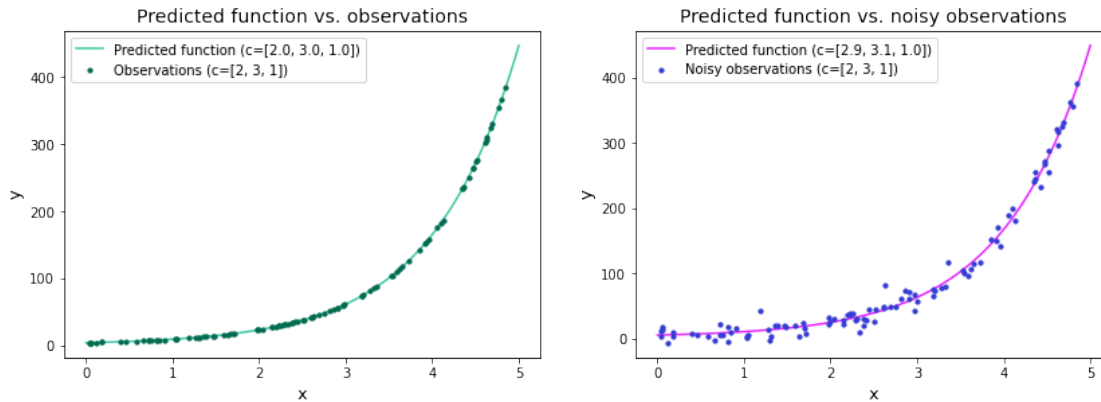 Predicted function vs. observations
Predicted function (c=[2.0, 3.0, 1.0])
Observations (c=[2, 3, 1])
400
300
200
100
0
y
0 1 2 3 4 5
x
Predicted function vs. noisy observations
Predicted function (c=[2.9, 3.1, 1.0])
Noisy observations (c=[2, 3, 1])
400
300
200
100
0
y
0 1 2 3 4 5
x